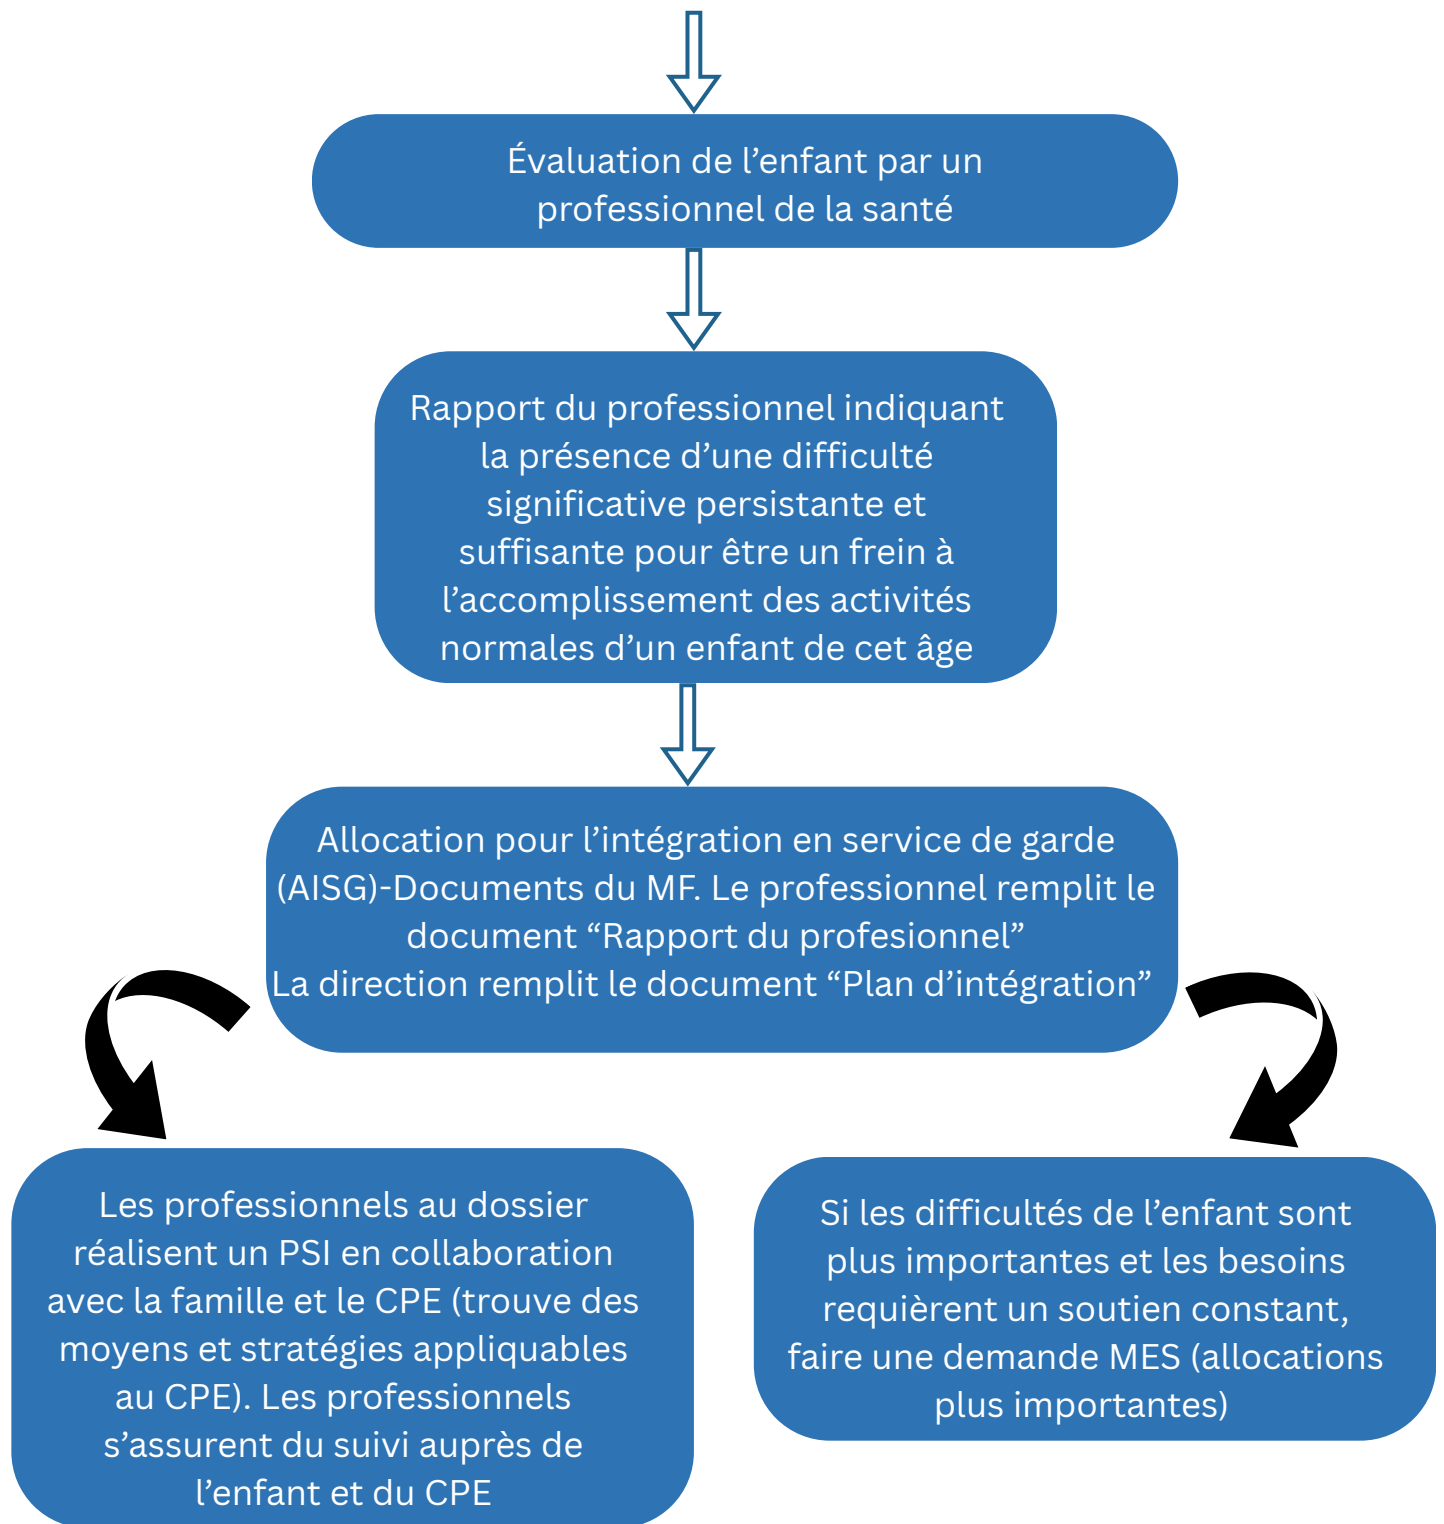 Évaluation de l’enfant par un
professionnel de la santé
Rapport du professionnel indiquant
la présence d’une difficulté
significative persistante et
suffisante pour être un frein à
l’accomplissement des activités
normales d’un enfant de cet âge
Allocation pour l’intégration en service de garde
(AISG)-Documents du MF. Le professionnel remplit le
document “Rapport du profesionnel”
La direction remplit le document “Plan d’intégration”
Les professionnels au dossier
réalisent un PSI en collaboration
avec la famille et le CPE (trouve des
moyens et stratégies appliquables
au CPE). Les professionnels
s’assurent du suivi auprès de
l’enfant et du CPE
Si les difficultés de l’enfant sont
plus importantes et les besoins
requièrent un soutien constant,
faire une demande MES (allocations
plus importantes)